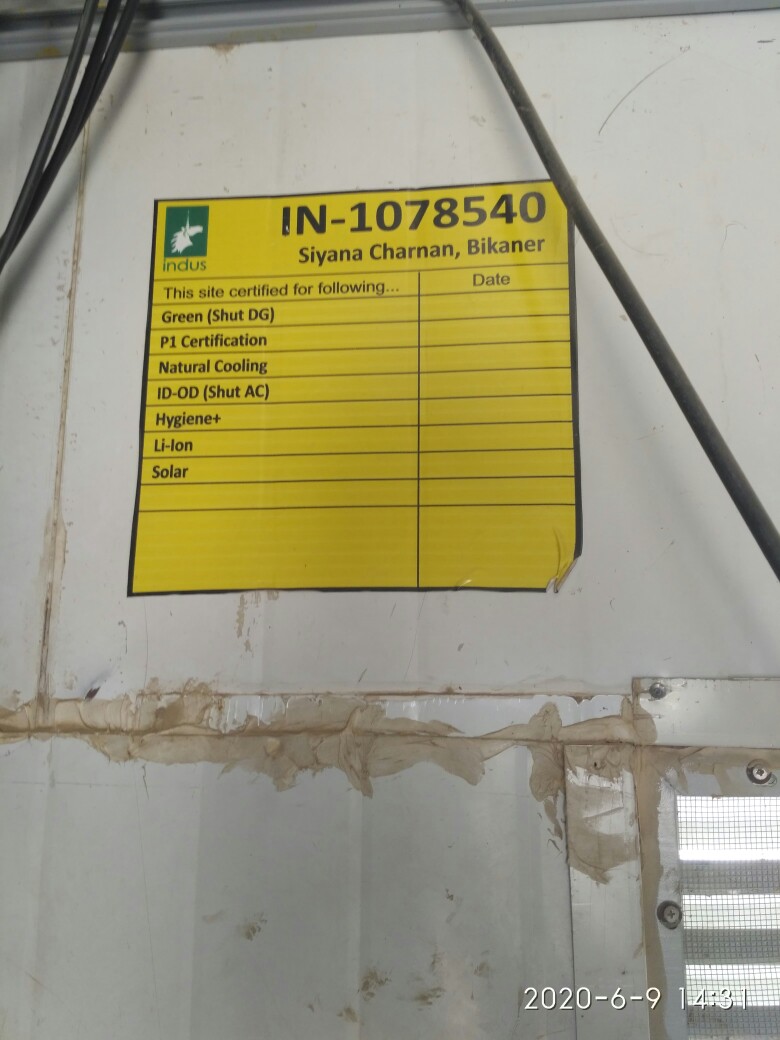 IN-1078540
indus
Siyana Charnan, Bikaner
This site certified for following... Date
Green (Shut DG)
P1 Certification
Natural Cooling
ID-OD (Shut AC)
Hygiene+
Li-Ion
Solar
2020-6-9 14:31